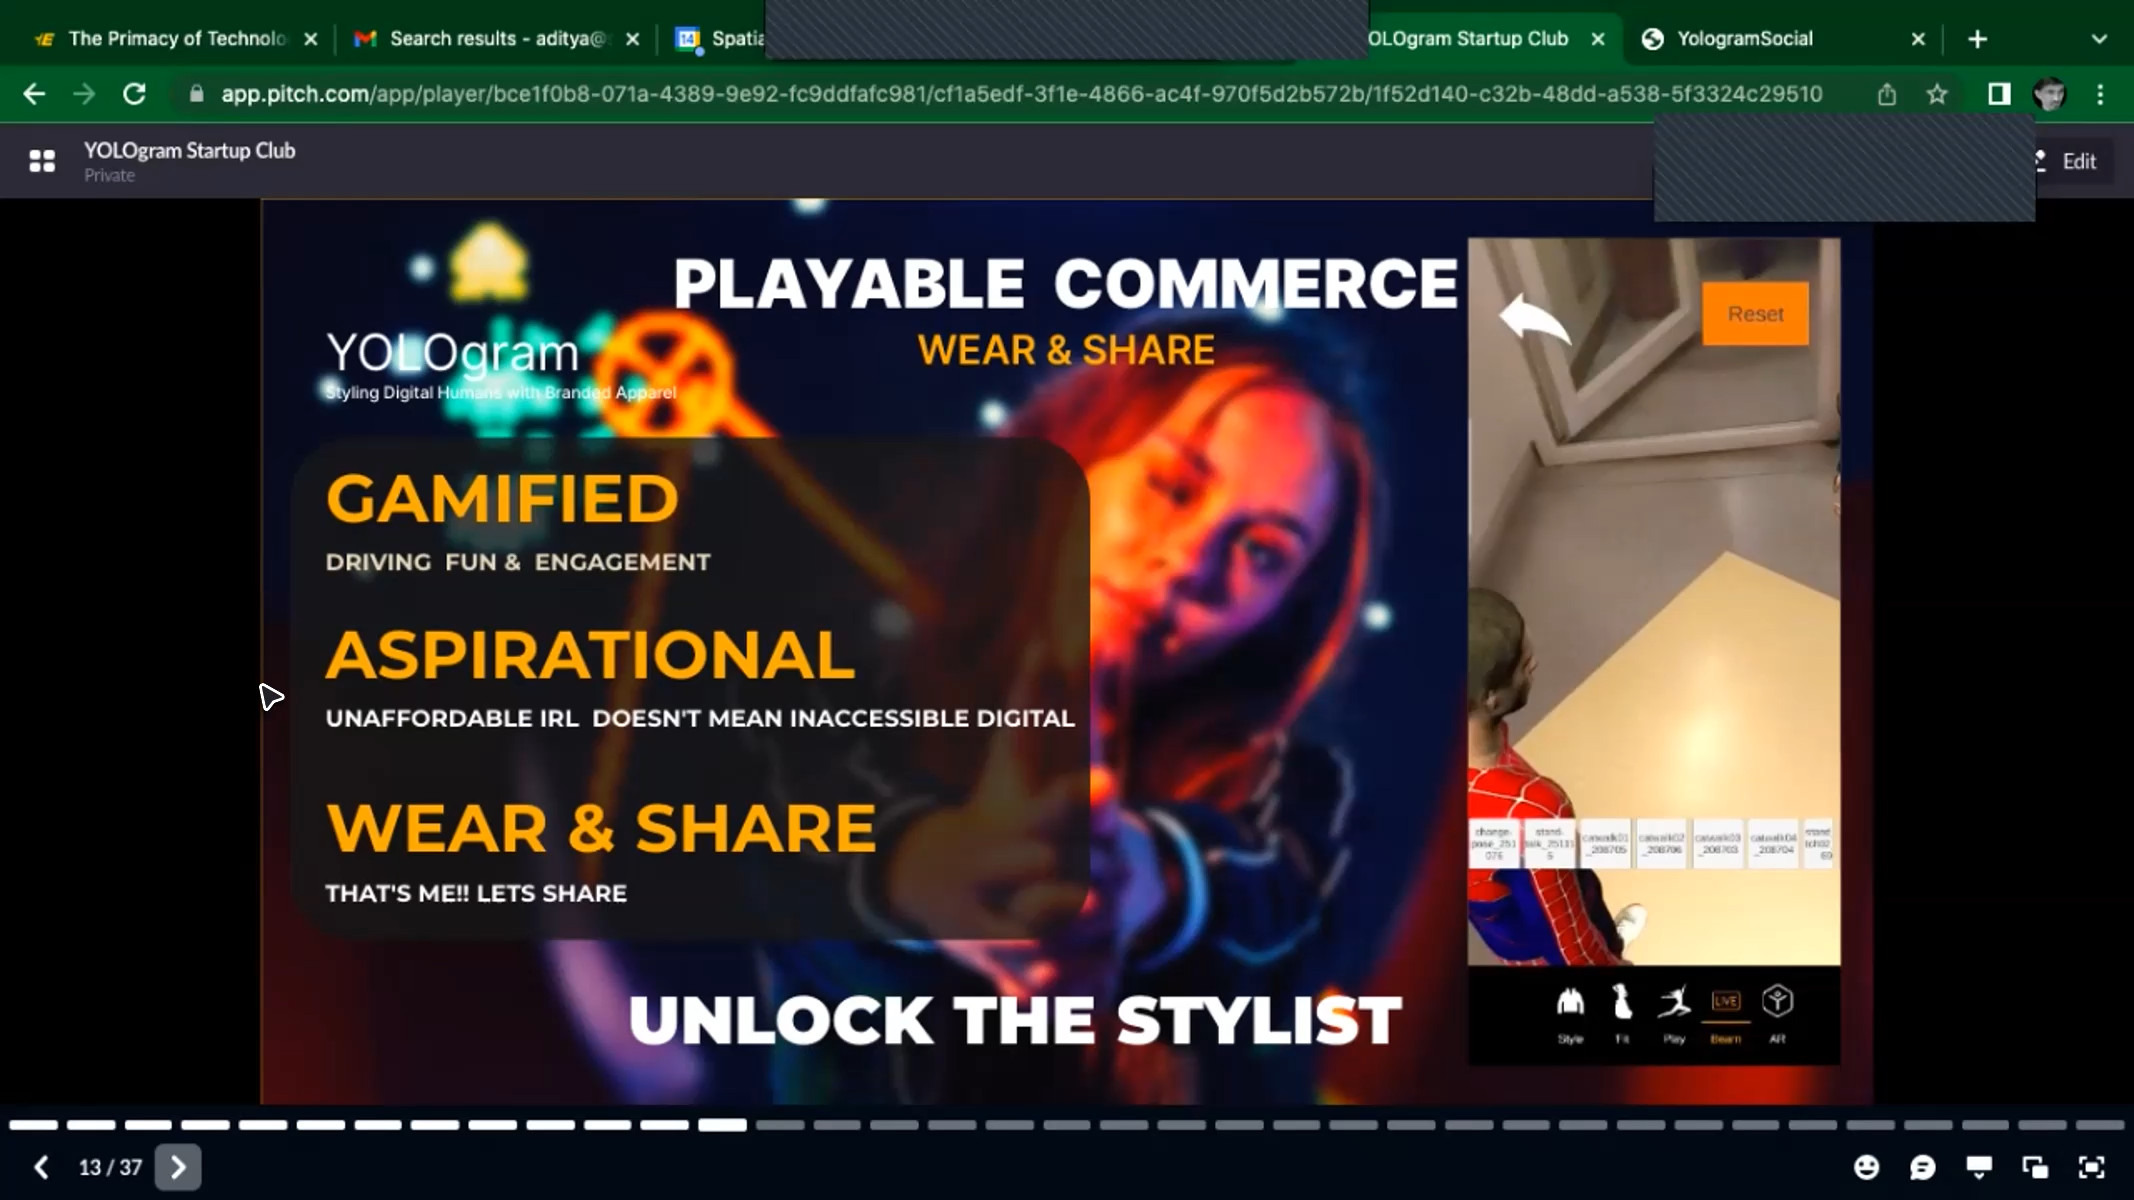 The Primacy of Technolo
Search results - aditya@
14
Spatia
OLOgram Startup Club
YologramSocial
app.pitch.com/app/player/bce1f0b8-071a-4389-9e92-fc9ddfafc981/cf1a5edf-3f1e-4866-ac4f-970f5d2b572b/1f52d140-c32b-48dd-a538-5f3324c29510
YOLOgram Startup Club
Private
Edit
PLAYABLE COMMERCE
WEAR & SHARE
YOLOgram
Styling Digital Humans with Branded Apparel
Reset
GAMIFIED
DRIVING FUN & ENGAGEMENT
ASPIRATIONAL
UNAFFORDABLE IRL DOESN'T MEAN INACCESSIBLE DIGITAL
WEAR & SHARE
THAT'S ME!! LETS SHARE
UNLOCK THE STYLIST
LIVE
Style Fit Play Beam AR
13 / 37